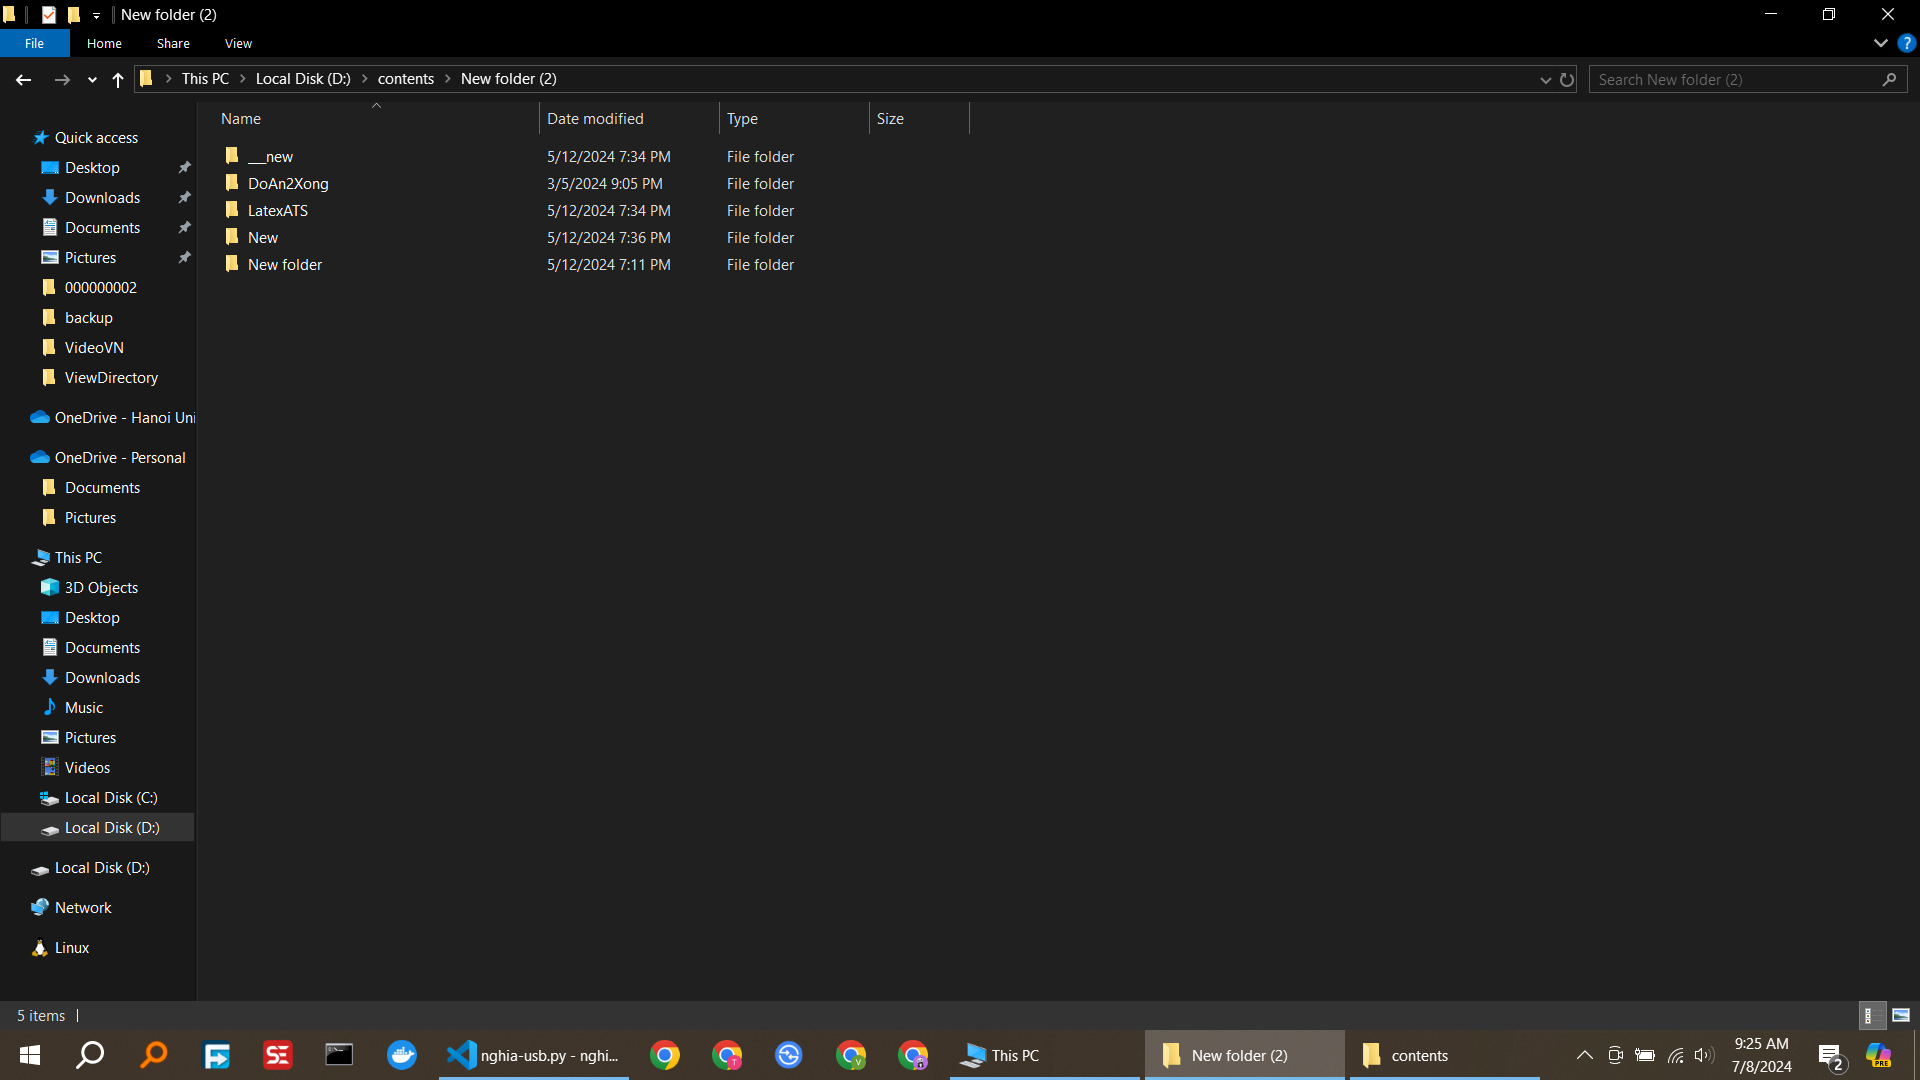 New folder (2)
File Home Share View
This PC Local Disk (D:) contents New folder (2)
Search New folder (2)
Name Date modified Type Size
__new 5/12/2024 7:34 PM File folder
DoAn2Xong 3/5/2024 9:05 PM File folder
LatexATS 5/12/2024 7:34 PM File folder
New 5/12/2024 7:36 PM File folder
New folder 5/12/2024 7:11 PM File folder
Quick access
Desktop
Downloads
Documents
Pictures
000000002
backup
VideoVN
ViewDirectory
OneDrive - Hanoi Uni
OneDrive - Personal
Documents
Pictures
This PC
3D Objects
Desktop
Documents
Downloads
Music
Pictures
Videos
Local Disk (C:)
Local Disk (D:)
Local Disk (D:)
Network
Linux
5 items
SE
nghia-usb.py - nghi...
T
V
This PC
New folder (2)
contents
9:25 AM
7/8/2024
2
PRE